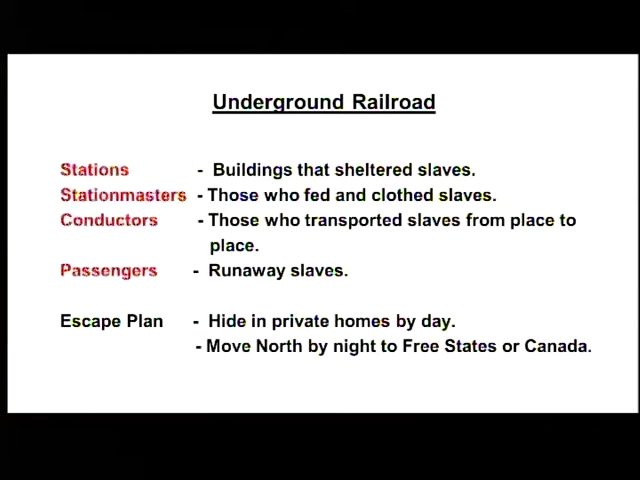 Underground Railroad
Stations - Buildings that sheltered slaves.
Stationmasters - Those who fed and clothed slaves.
Conductors - Those who transported slaves from place to
place.
Passengers - Runaway slaves.
Escape Plan - Hide in private homes by day.
- Move North by night to Free States or Canada.